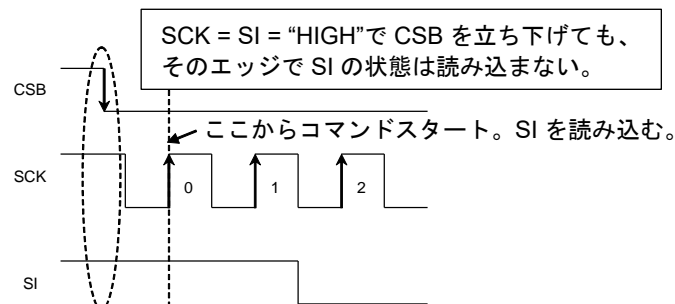 SCK = SI = “HIGH”で CSB を立ち下げても、
そのエッジで SI の状態は読み込まない。
CSB
ここからコマンドスタート。SI を読み込む。
SCK
0
1
2
SI